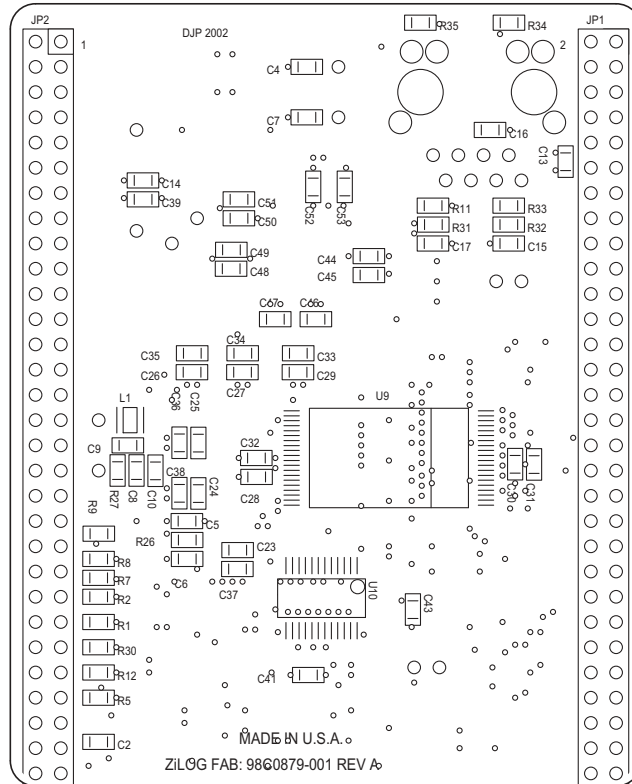 JP2
1
DJP 2002
R35
R34
2
JP1
C4
C7
C16
C13
C14
C39
C51
C50
C52
C53
R11
R33
R31
R32
C17
C15
C49
C48
C44
C45
C67
C66
C35
C34
C33
C26
C27
C29
U9
L1
C36
C25
C9
C32
C38
C24
C28
C30
C31
R27
C8
C10
R9
C5
R26
C23
R8
C6
R7
C37
U10
R2
C43
R1
R30
R12
C41
R5
C2
MADE IN U.S.A.
ZiLOG FAB: 98C0879-001 REV A